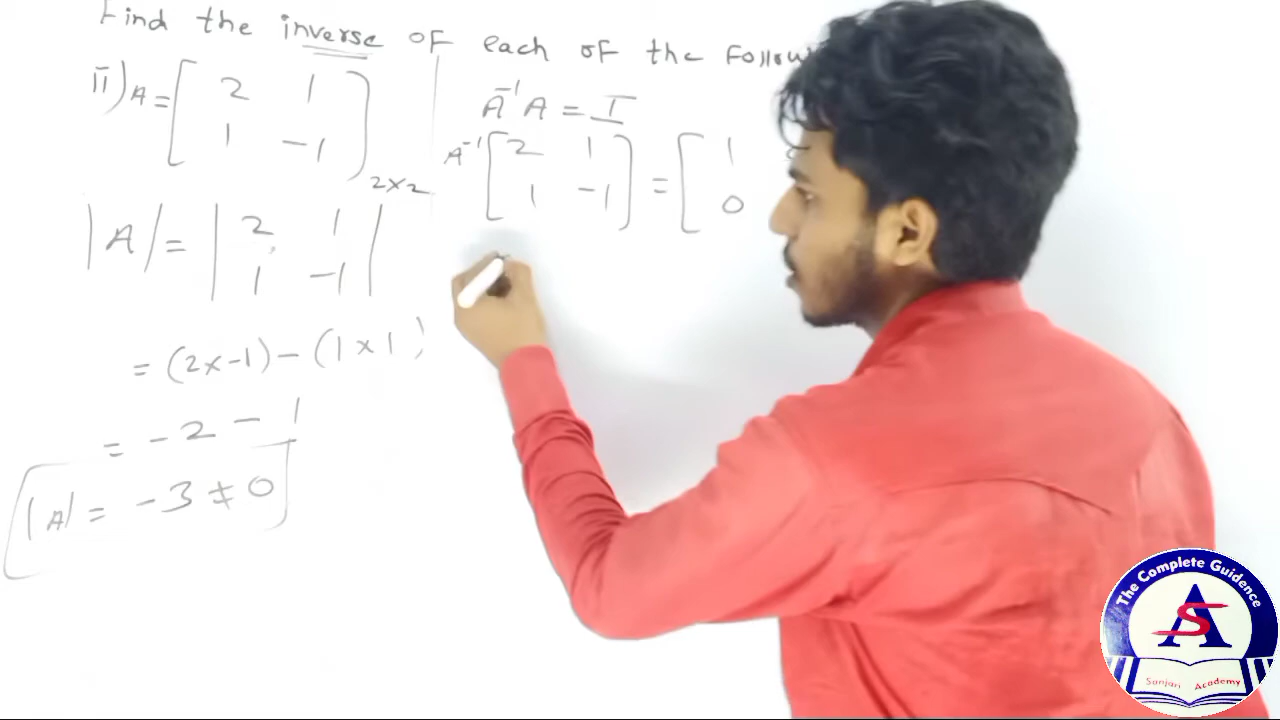 Find the inverse of each of the Follow
ii) A = [ 2 1
1 -1 ] 2×2
|A| = | 2 1
1 -1 |
= (2×-1) - (1×1)
= -2 - 1
|A| = -3 ≠ 0
A⁻¹A = I
A⁻¹ [ 2 1
1 -1 ] = [ 1
0
The Complete Guidence
SA
Sanjari Academy